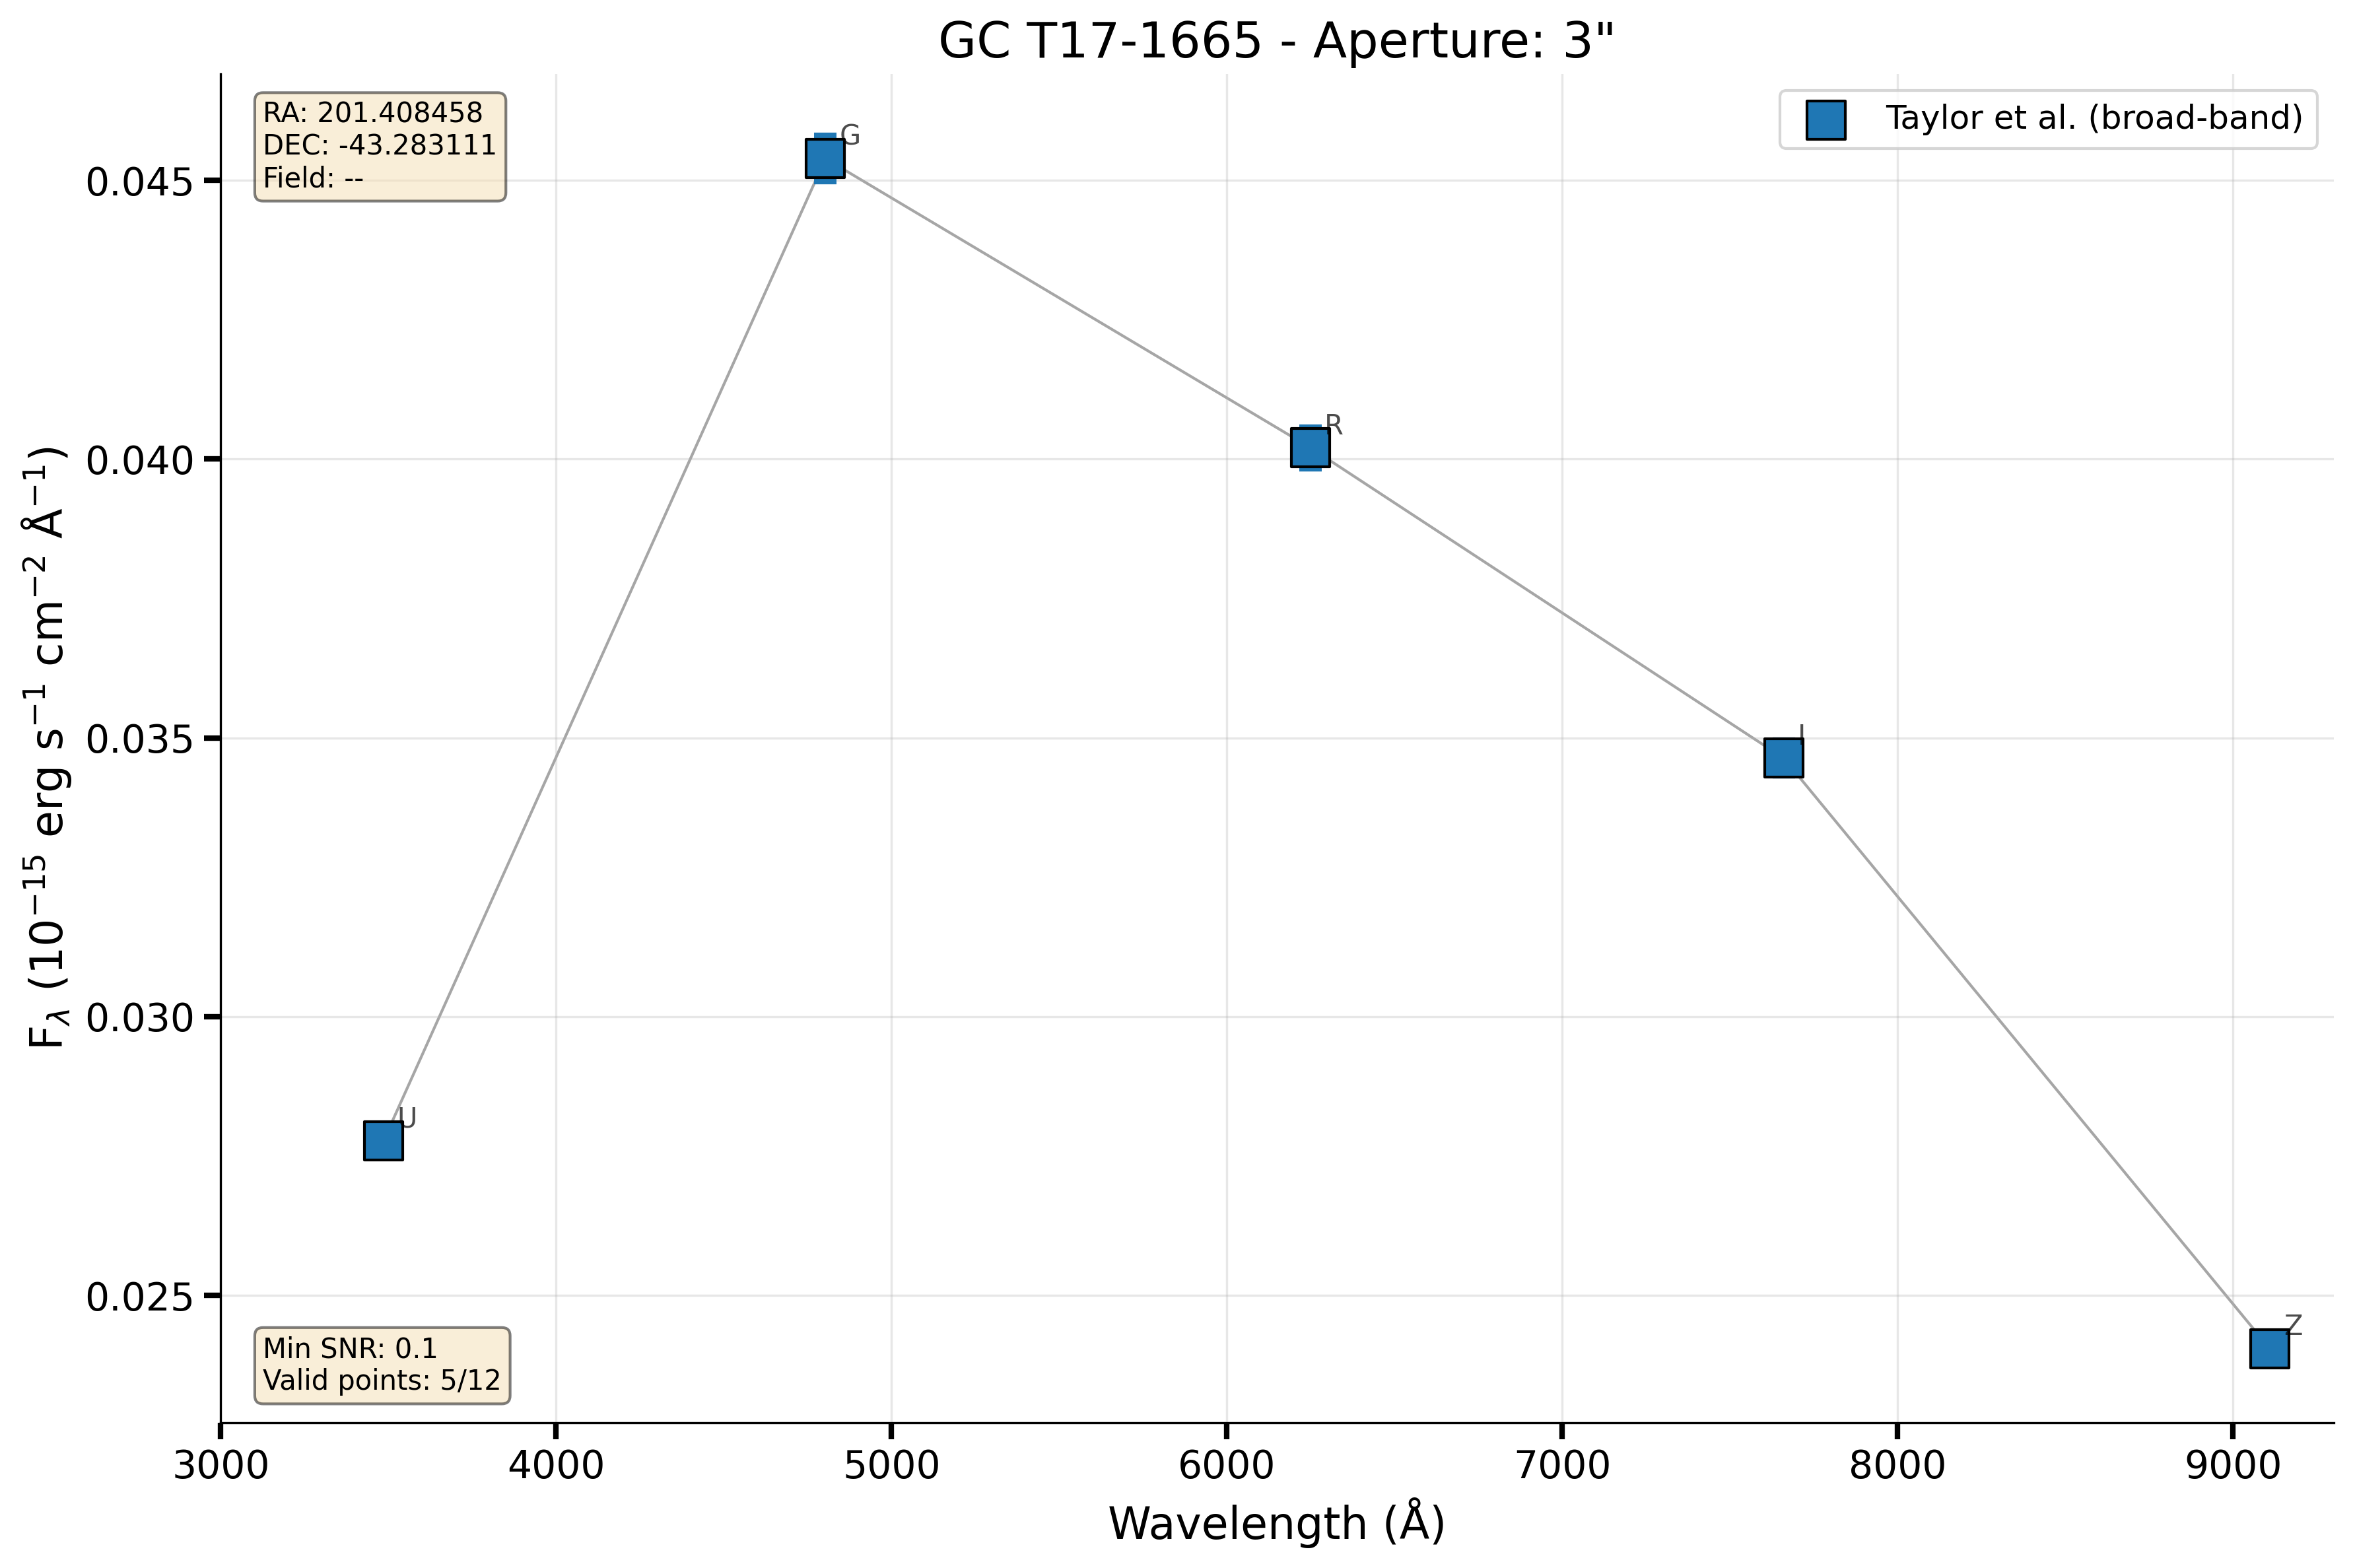 GC T17-1665 - Aperture: 3"
RA: 201.408458
DEC: -43.283111
Field: --
Taylor et al. (broad-band)
G
R
I
U
Z
0.045
0.040
0.035
0.030
0.025
F_λ (10⁻¹⁵ erg s⁻¹ cm⁻² Å⁻¹)
Min SNR: 0.1
Valid points: 5/12
3000 4000 5000 6000 7000 8000 9000
Wavelength (Å)